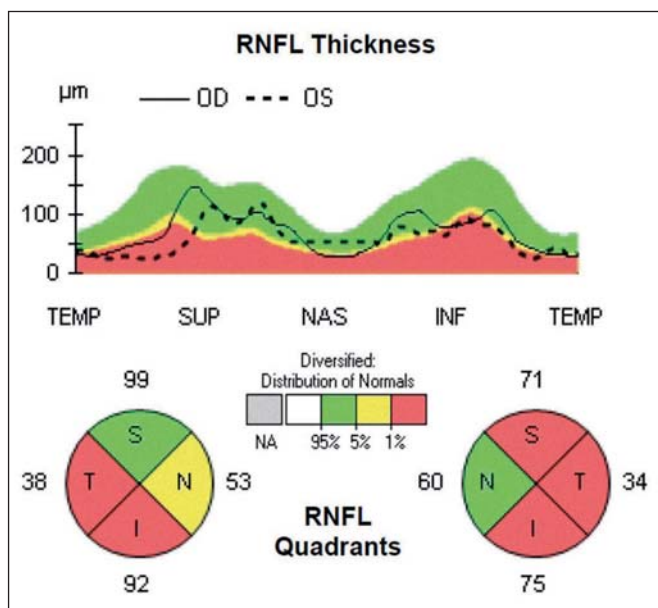 RNFL Thickness
µm — OD --- OS
200
100
0
TEMP SUP NAS INF TEMP
Diversified:
Distribution of Normals
NA 95% 5% 1%
99
S
38 T N 53
I
92
RNFL
Quadrants
71
S
60 N T 34
I
75